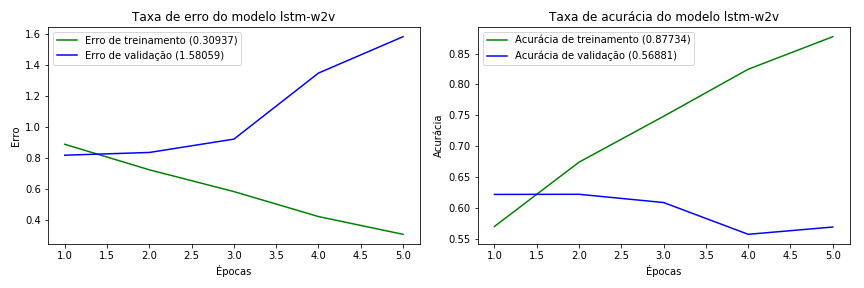 Taxa de erro do modelo lstm-w2v
Erro de treinamento (0.30937)
Erro de validação (1.58059)
1.6
1.4
1.2
1.0
0.8
0.6
0.4
Erro
1.0 1.5 2.0 2.5 3.0 3.5 4.0 4.5 5.0
Épocas
Taxa de acurácia do modelo lstm-w2v
Acurácia de treinamento (0.87734)
Acurácia de validação (0.56881)
0.85
0.80
0.75
0.70
0.65
0.60
0.55
Acurácia
1.0 1.5 2.0 2.5 3.0 3.5 4.0 4.5 5.0
Épocas